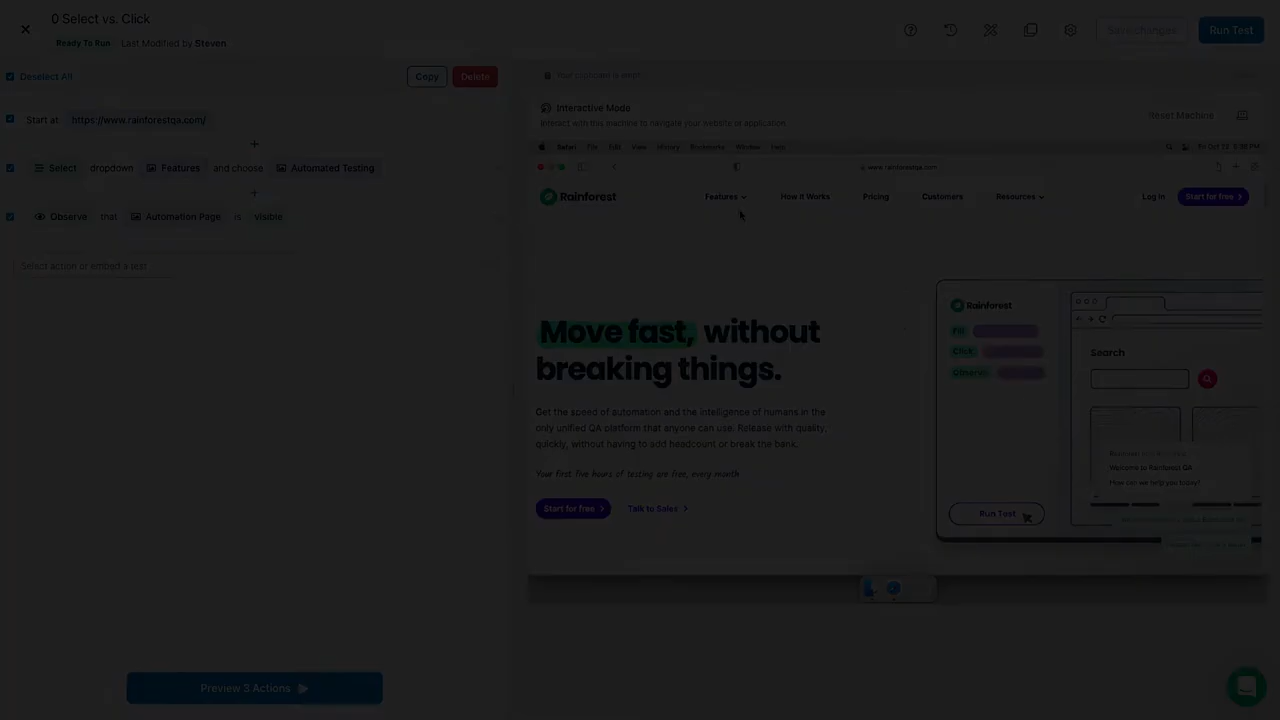 0 Select vs. Click
Ready To Run Last Modified by Steven
Save changes
Run Test
Deselect All
Copy
Delete
Start at https://www.rainforestqa.com/
+
Select dropdown Features and choose Automated Testing
+
Observe that Automation Page is visible
Select action or embed a test
Preview 3 Actions
Your clipboard is empty
Interactive Mode
Interact with this machine to navigate your website or application
Reset Machine
Safari File Edit View History Bookmarks Window Help
www.rainforestqa.com
Rainforest
Features
How it Works
Pricing
Customers
Resources
Log In
Start for free
Move fast, without
breaking things.
Get the speed of automation and the intelligence of humans in the
only unified QA platform that anyone can use. Release with quality,
quickly, without having to add headcount or break the bank.
Your first five hours of testing are free, every month
Start for free
Talk to Sales
Rainforest
Fill
Click
Observe
Run Test
Search
Welcome to Rainforest QA
How can we help you today?